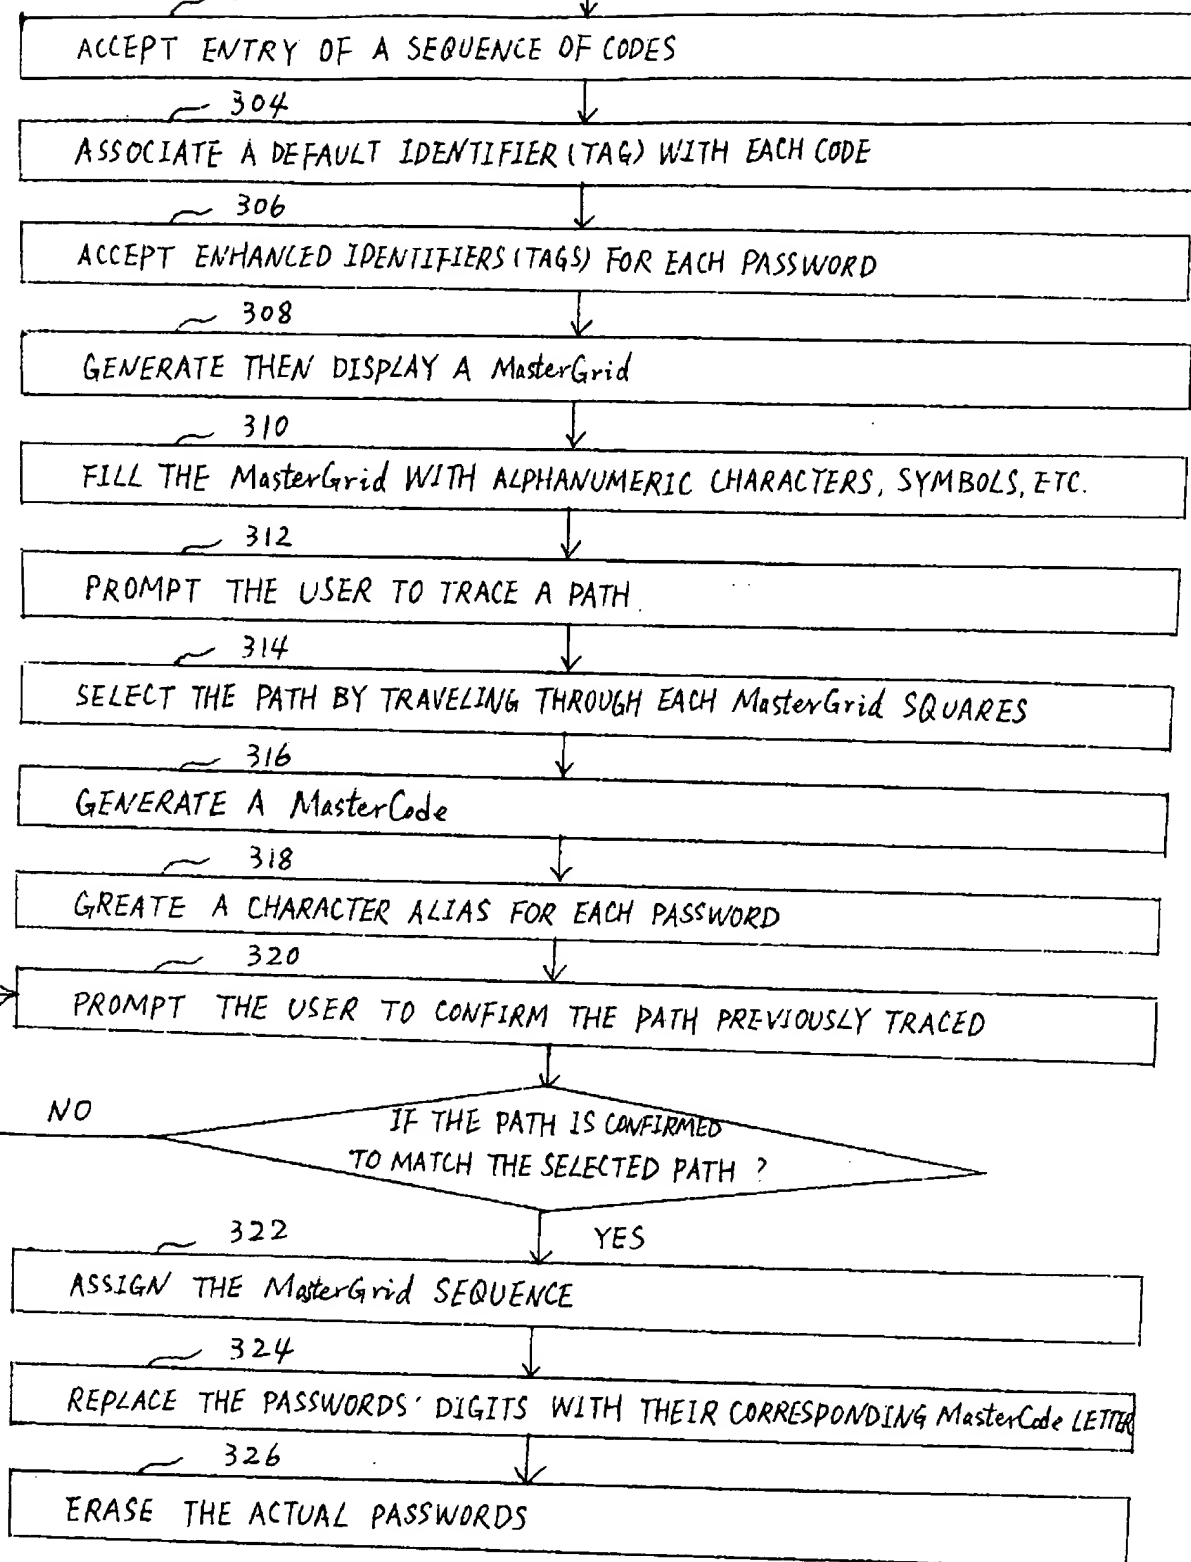 ACCEPT ENTRY OF A SEQUENCE OF CODES
304
ASSOCIATE A DEFAULT IDENTIFIER (TAG) WITH EACH CODE
306
ACCEPT ENHANCED IDENTIFIERS (TAGS) FOR EACH PASSWORD
308
GENERATE THEN DISPLAY A MasterGrid
310
FILL THE MasterGrid WITH ALPHANUMERIC CHARACTERS, SYMBOLS, ETC.
312
PROMPT THE USER TO TRACE A PATH
314
SELECT THE PATH BY TRAVELING THROUGH EACH MasterGrid SQUARES
316
GENERATE A MasterCode
318
GREATE A CHARACTER ALIAS FOR EACH PASSWORD
320
PROMPT THE USER TO CONFIRM THE PATH PREVIOUSLY TRACED
NO
IF THE PATH IS CONFIRMED
TO MATCH THE SELECTED PATH ?
YES
322
ASSIGN THE MasterGrid SEQUENCE
324
REPLACE THE PASSWORDS' DIGITS WITH THEIR CORRESPONDING MasterCode LETTER
326
ERASE THE ACTUAL PASSWORDS